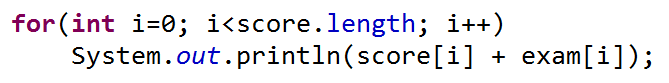 for(int i=0; i<score.length; i++)
    System.out.println(score[i] + exam[i]);